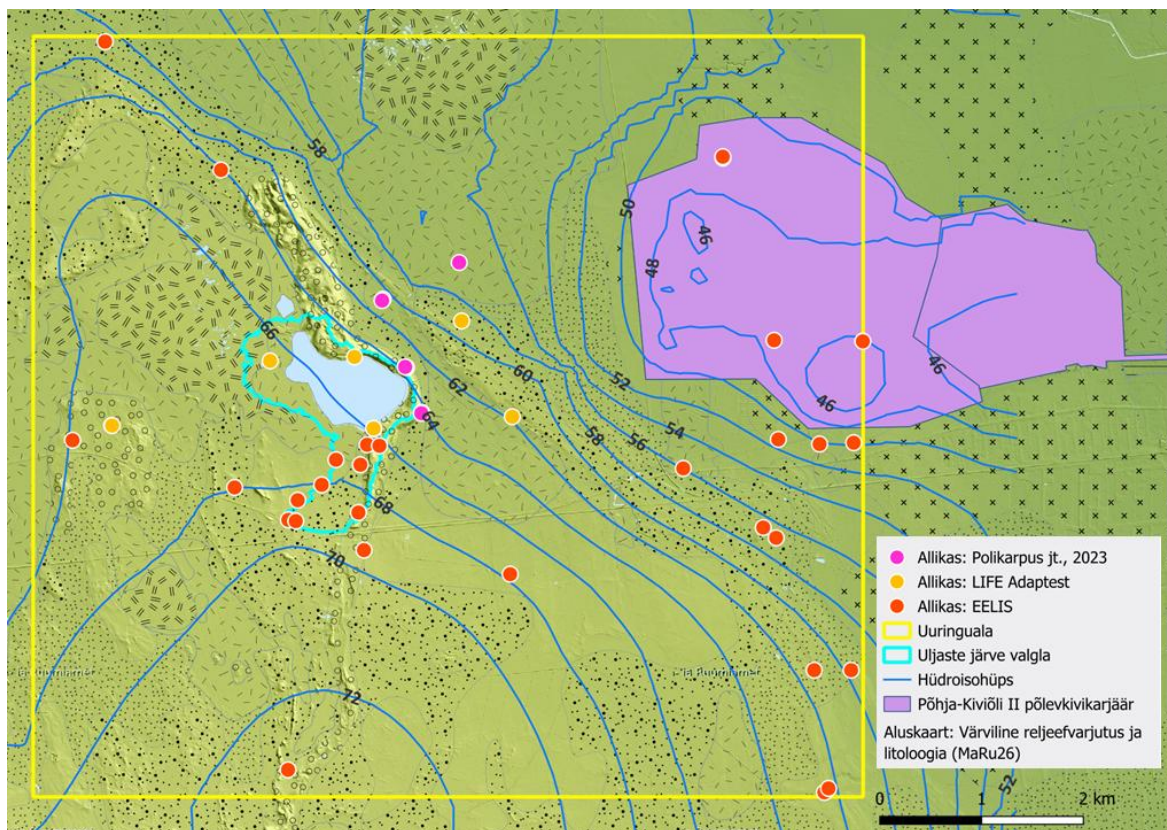 58
50
46
48
66
60
62
52
64
46
46
54
56
58
68
70
72
52
Allikas: Polikarpus jt., 2023
Allikas: LIFE Adaptest
Allikas: EELIS
Uuringuala
Uljaste järve valgla
Hüdroisohüps
Põhja-Kiviõli II põlevkivikarjäär
Aluskaart: Värviline reljeefvarjutus ja
litoloogia (MaRu26)
0 1 2 km